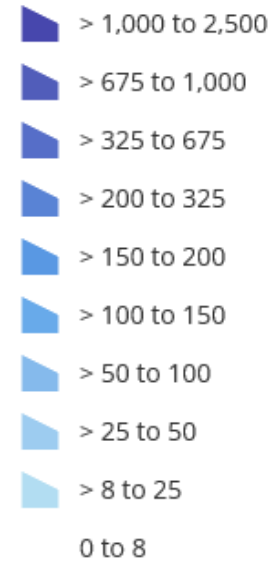 > 1,000 to 2,500
> 675 to 1,000
> 325 to 675
> 200 to 325
> 150 to 200
> 100 to 150
> 50 to 100
> 25 to 50
> 8 to 25
0 to 8